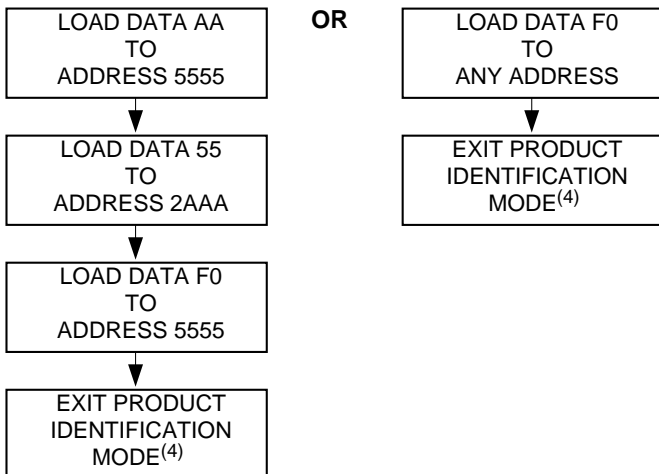 LOAD DATA AA
TO
ADDRESS 5555
LOAD DATA 55
TO
ADDRESS 2AAA
LOAD DATA F0
TO
ADDRESS 5555
EXIT PRODUCT
IDENTIFICATION
MODE(4)
OR
LOAD DATA F0
TO
ANY ADDRESS
EXIT PRODUCT
IDENTIFICATION
MODE(4)